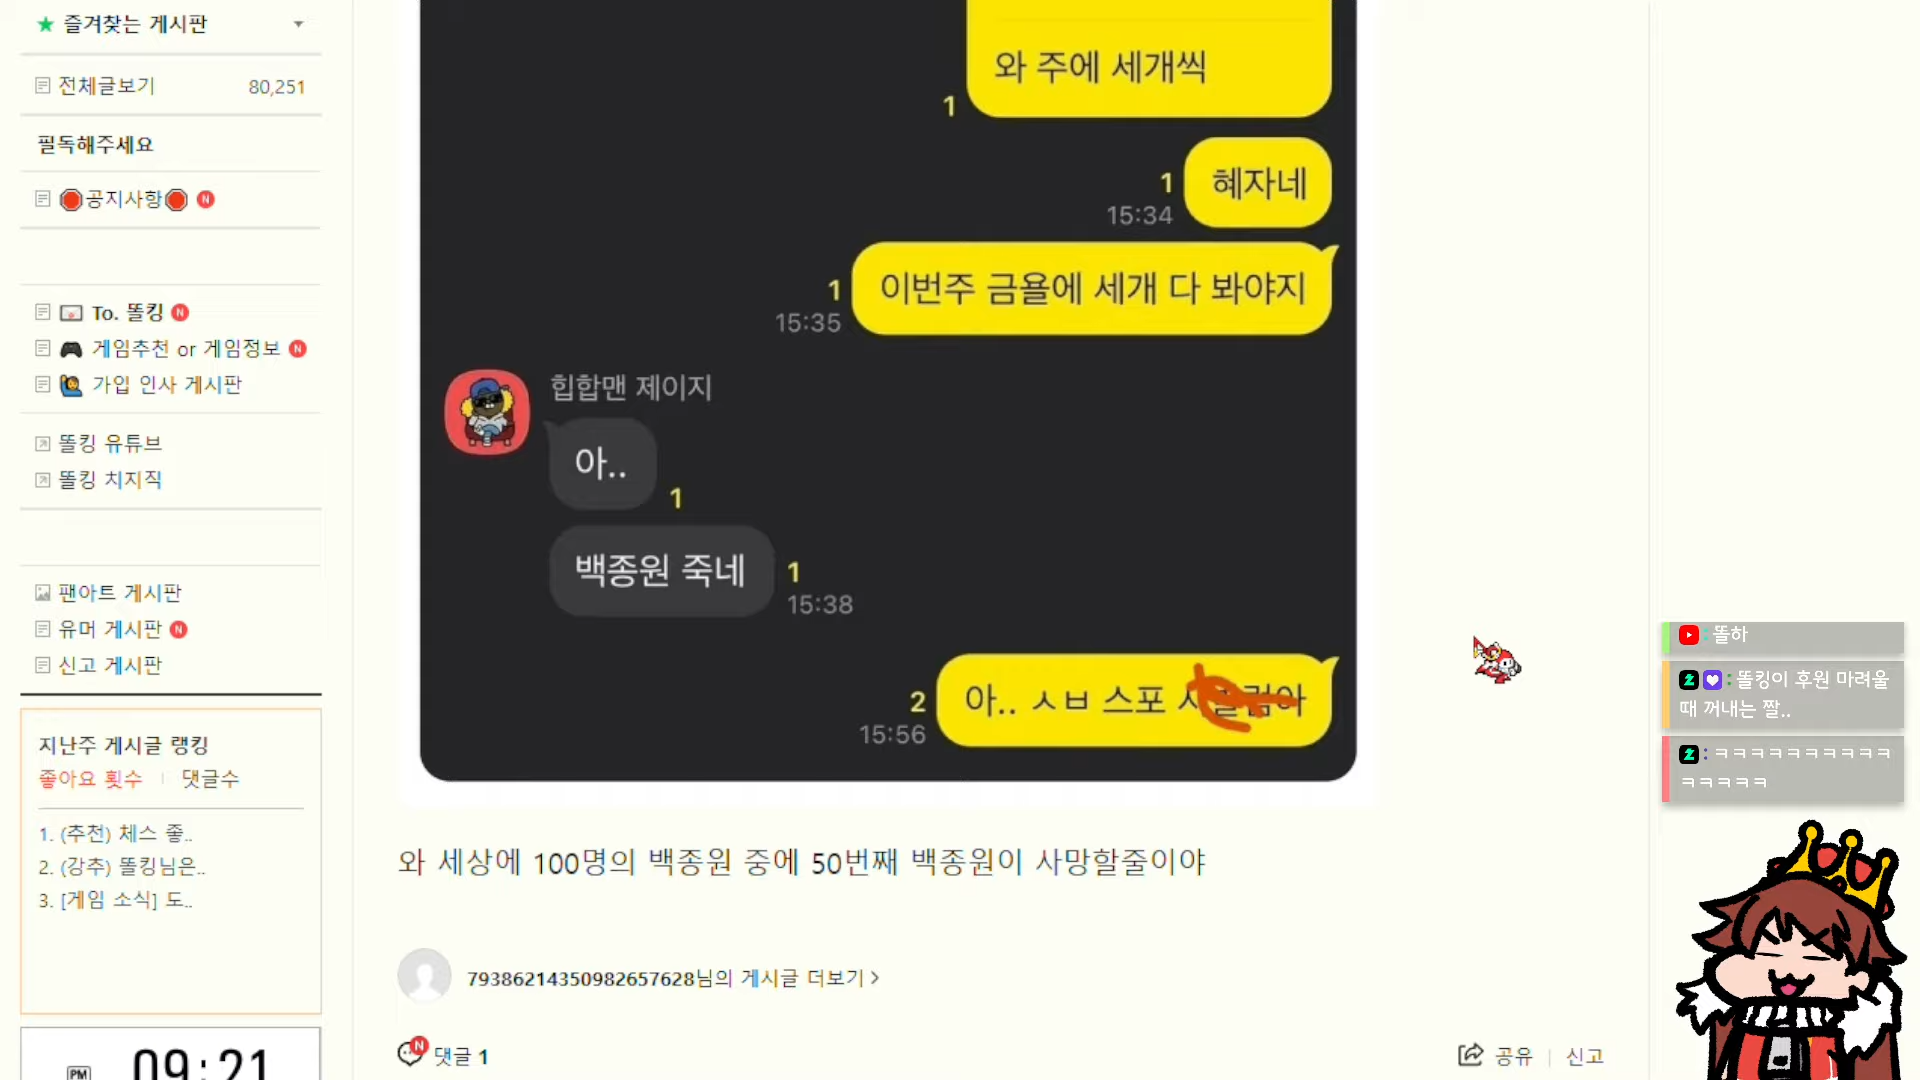 즐겨찾는 게시판
전체글보기 80,251
필독해주세요
공지사항 N
To. 똘킹 N
게임추천 or 게임정보 N
가입 인사 게시판
똘킹 유튜브
똘킹 치지직
팬아트 게시판
유머 게시판 N
신고 게시판
지난주 게시글 랭킹
좋아요 횟수 댓글수
1. (추천) 체스 좋..
2. (강추) 똘킹님은..
3. [게임 소식] 도..
PM 09:21
와 주에 세개씩
1
혜자네
1
15:34
이번주 금욜에 세개 다 봐야지
1
15:35
힙합맨 제이지
아..
1
백종원 죽네
1
15:38
아.. ㅅㅂ 스포
2
15:56
와 세상에 100명의 백종원 중에 50번째 백종원이 사망할줄이야
79386214350982657628님의 게시글 더보기 >
N 댓글 1
공유 신고
: 똘하
: 똘킹이 후원 마려울
때 꺼내는 짤..
: ㅋㅋㅋㅋㅋㅋㅋㅋㅋㅋ
ㅋㅋㅋㅋㅋ